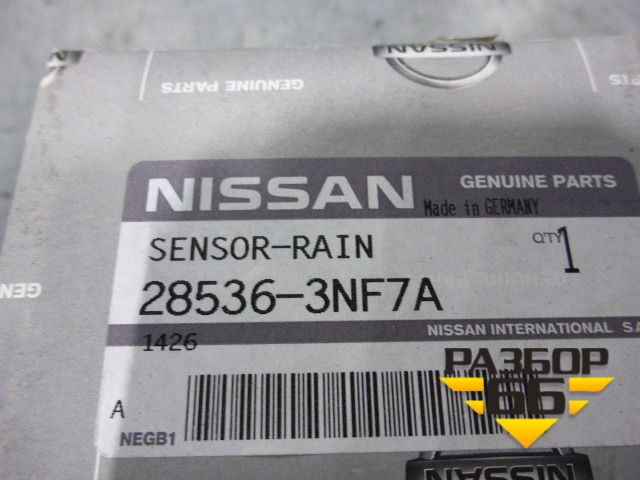 NISSAN
GENUINE PARTS
GENUINE PARTS
NISSAN
GENUINE PARTS
Made in GERMANY
SENSOR-RAIN
QTY 1
28536-3NF7A
GEN
1426
NISSAN INTERNATIONAL S.A
РАЗБОР
66
A
NEGB1
NISSAN